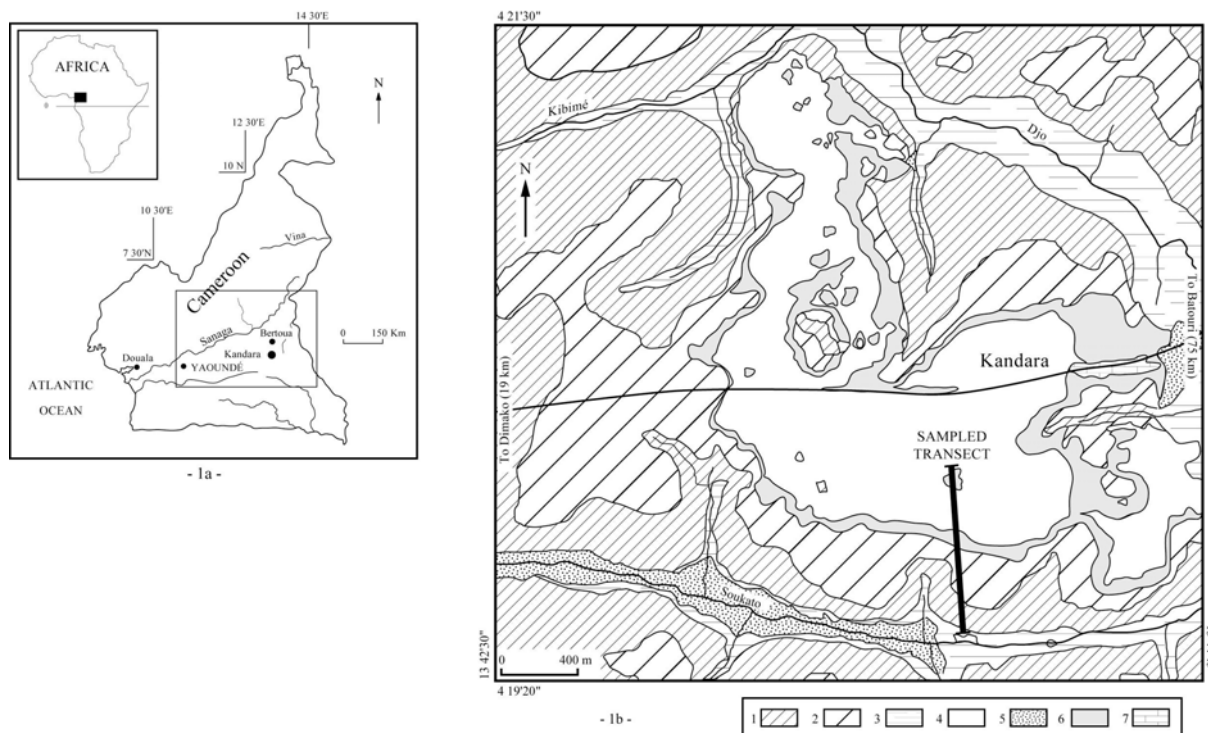 14 30'E
AFRICA
0
N
12 30'E
10 N
10 30'E
7 30'N
Vina
Cameroon
Sanaga
Bertoua
Kandara
Douala
YAOUNDÉ
0 150 Km
ATLANTIC
OCEAN
- 1a -
4 21'30"
Kibimé
Djo
N
To Batouri (75 km)
Kandara
To Dimako (19 km)
SAMPLED
TRANSECT
Soukato
13 42'30"
0 400 m
4 19'20"
- 1b -
1 2 3 4 5 6 7